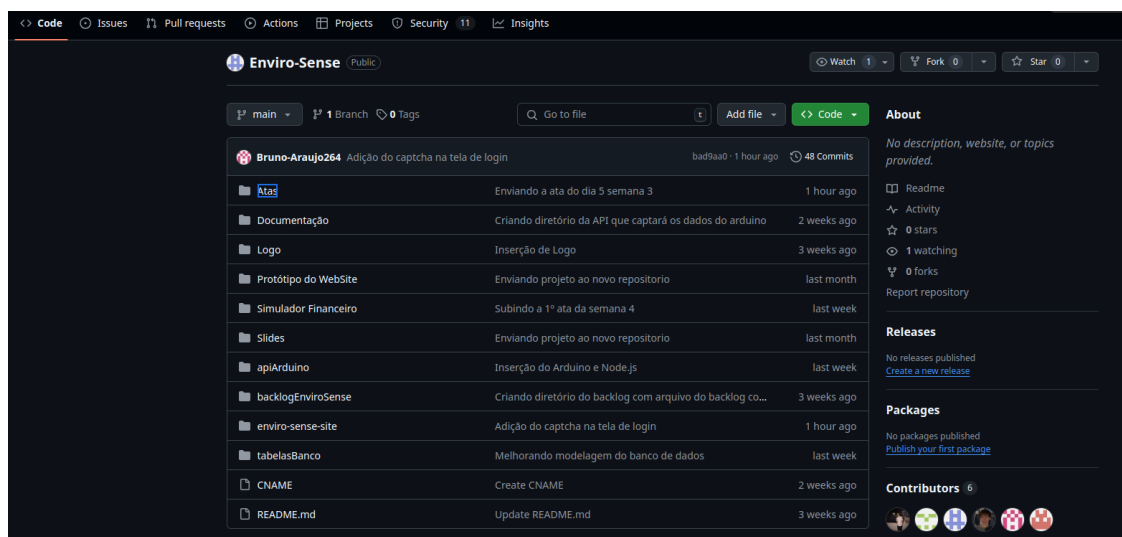 Code Issues Pull requests Actions Projects Security 11 Insights
Enviro-Sense Public
Watch 1 Fork 0 Star 0
main 1 Branch 0 Tags Go to file t Add file Code
Bruno-Araujo264 Adição do captcha na tela de login bad9aa0 · 1 hour ago 48 Commits
Atas Enviando a ata do dia 5 semana 3 1 hour ago
Documentação Criando diretório da API que captará os dados do arduino 2 weeks ago
Logo Inserção de Logo 3 weeks ago
Protótipo do WebSite Enviando projeto ao novo repositorio last month
Simulador Financeiro Subindo a 1º ata da semana 4 last week
Slides Enviando projeto ao novo repositorio last month
apiArduino Inserção do Arduino e Node.js last week
backlogEnviroSense Criando diretório do backlog com arquivo do backlog co... 3 weeks ago
enviro-sense-site Adição do captcha na tela de login 1 hour ago
tabelasBanco Melhorando modelagem do banco de dados last week
CNAME Create CNAME 2 weeks ago
README.md Update README.md 3 weeks ago
About
No description, website, or topics
provided.
Readme
Activity
0 stars
1 watching
0 forks
Report repository
Releases
No releases published
Create a new release
Packages
No packages published
Publish your first package
Contributors 6